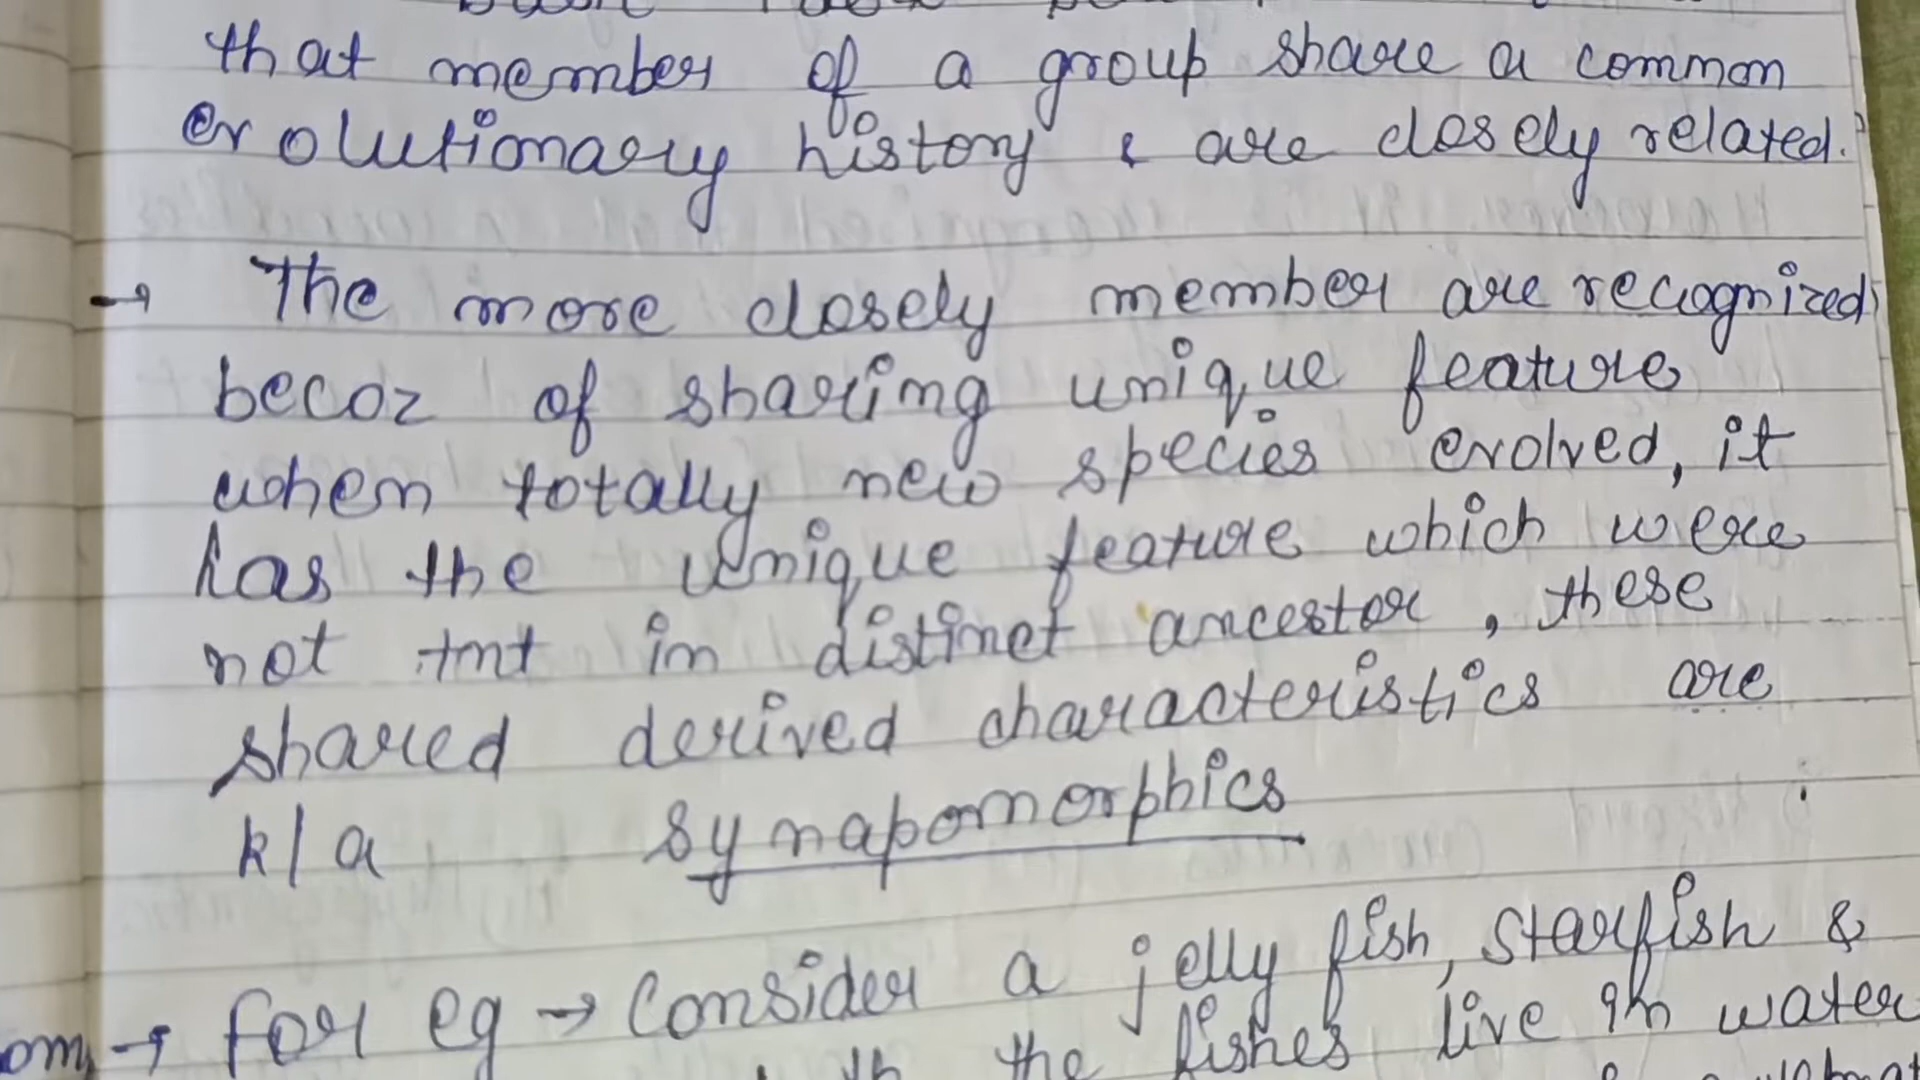 that member of a group share a common
evolutionary history & are closely related.
→ The more closely member are recognized
becoz of sharing unique feature
when totally new species evolved, it
has the unique feature which were
not tmt in distinct ancestor, these
shared derived characteristics are
k/a synapomorphics
→ for eg → Consider a jelly fish, starfish &
the fishes live in water